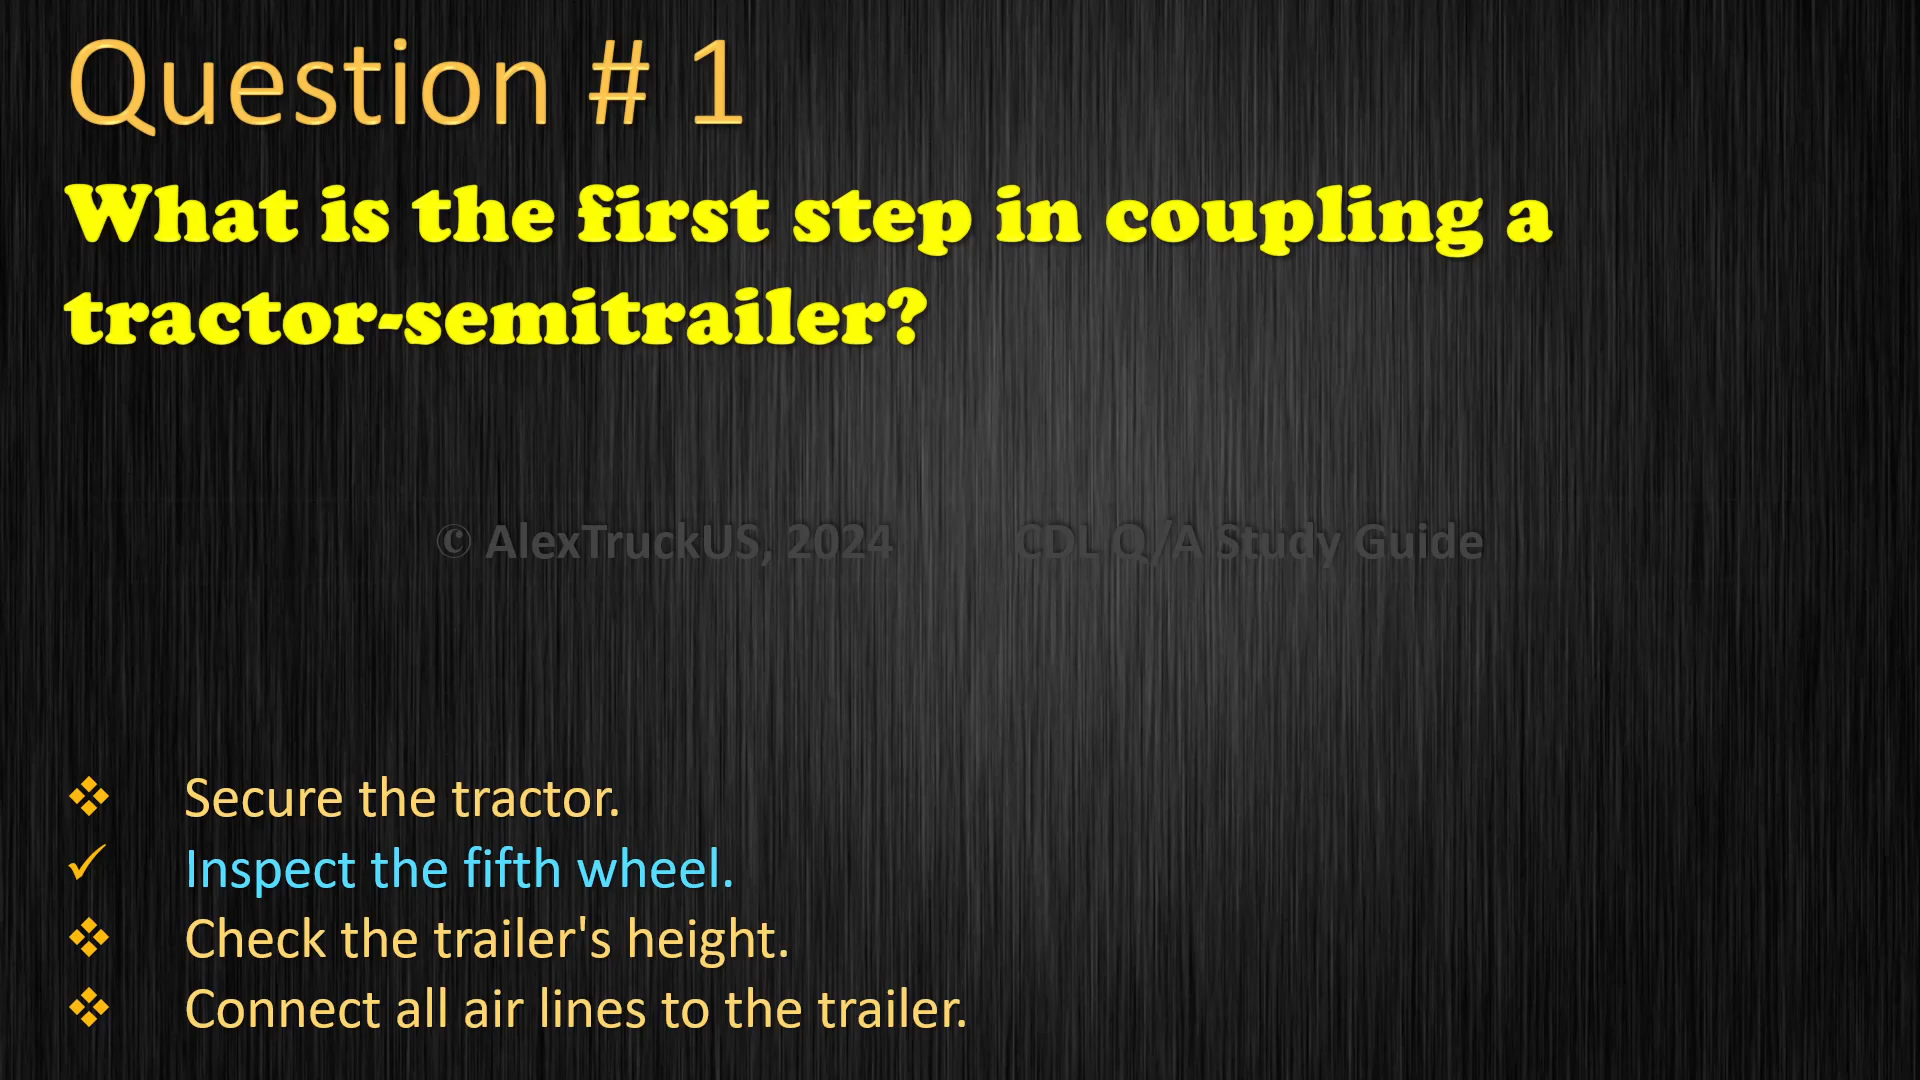 Question # 1
What is the first step in coupling a
tractor-semitrailer?
© AlexTruckUS, 2024 CDL Q/A Study Guide
❖ Secure the tractor.
✓ Inspect the fifth wheel.
❖ Check the trailer's height.
❖ Connect all air lines to the trailer.